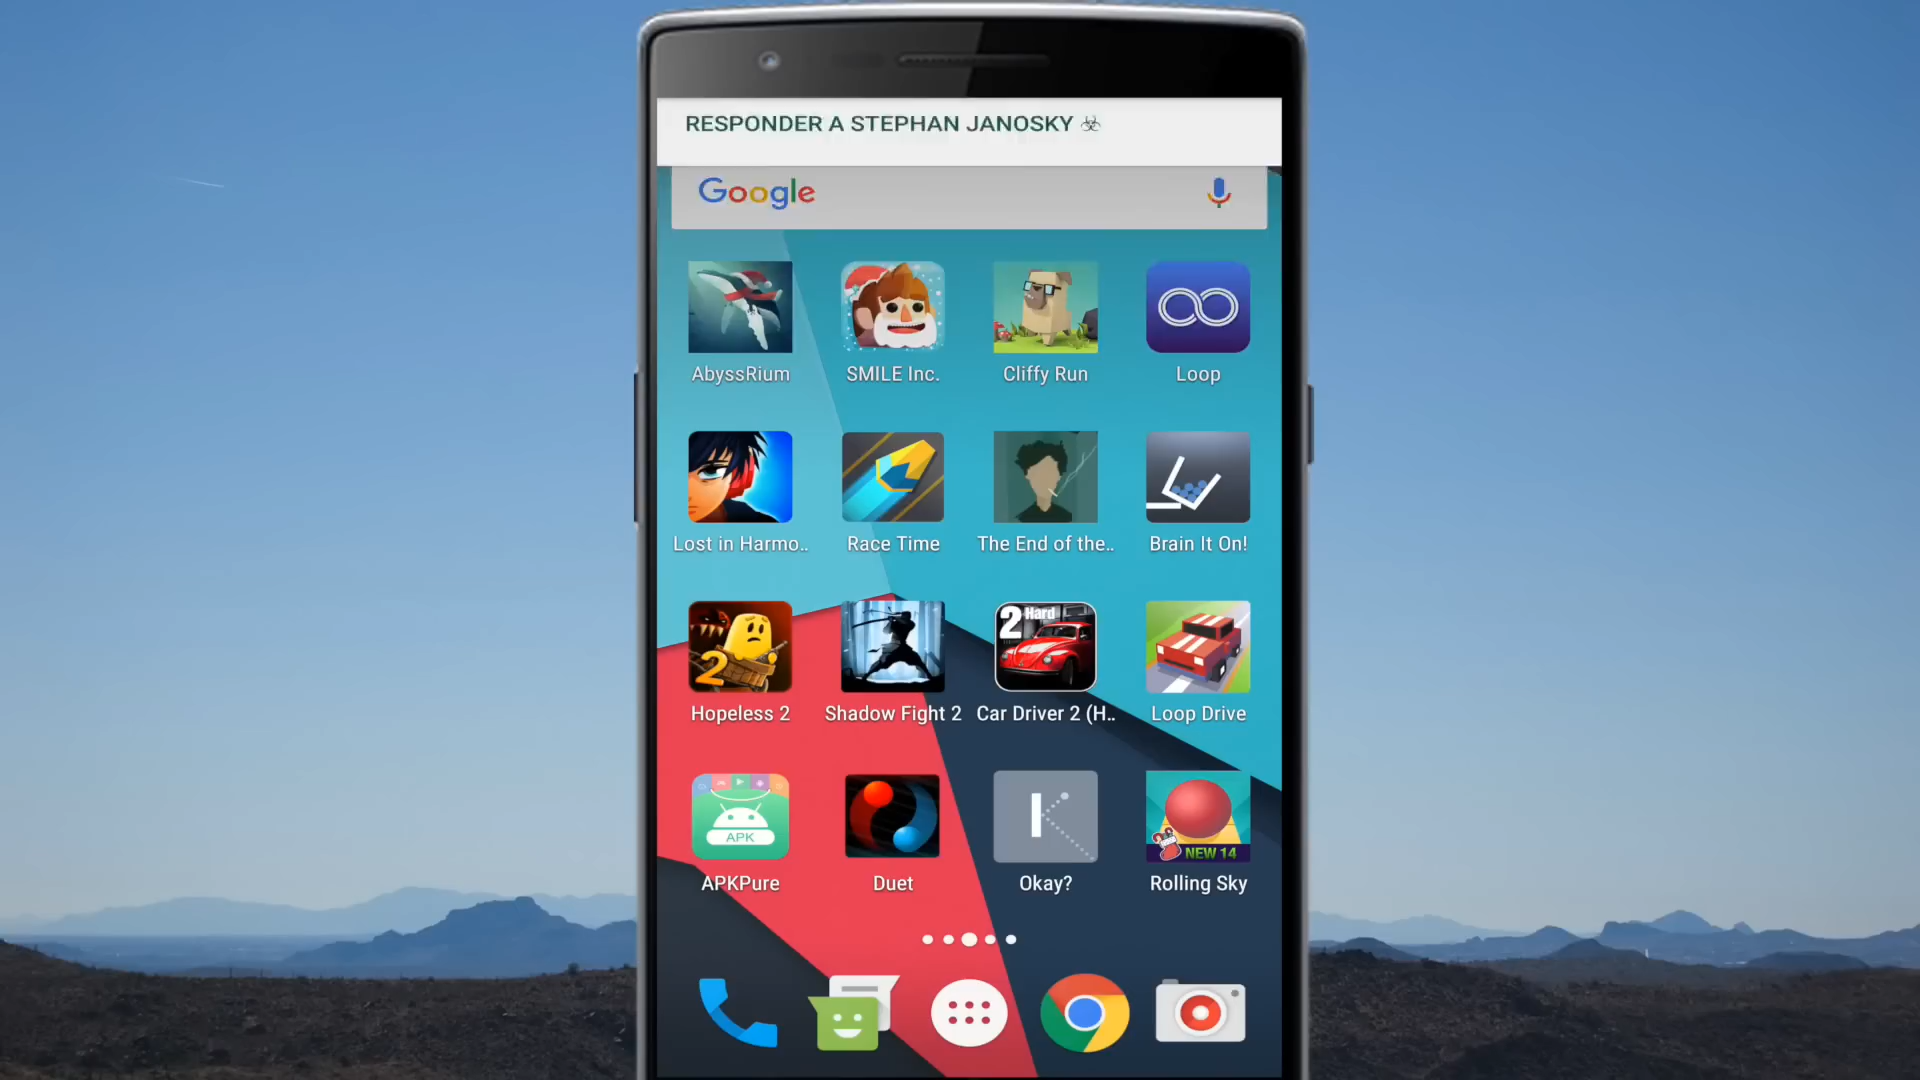 RESPONDER A STEPHAN JANOSKY
Google
AbyssRium SMILE Inc. Cliffy Run Loop
Lost in Harmo.. Race Time The End of the.. Brain It On!
2 2 Hard
Hopeless 2 Shadow Fight 2 Car Driver 2 (H.. Loop Drive
APK NEW 14
APKPure Duet Okay? Rolling Sky